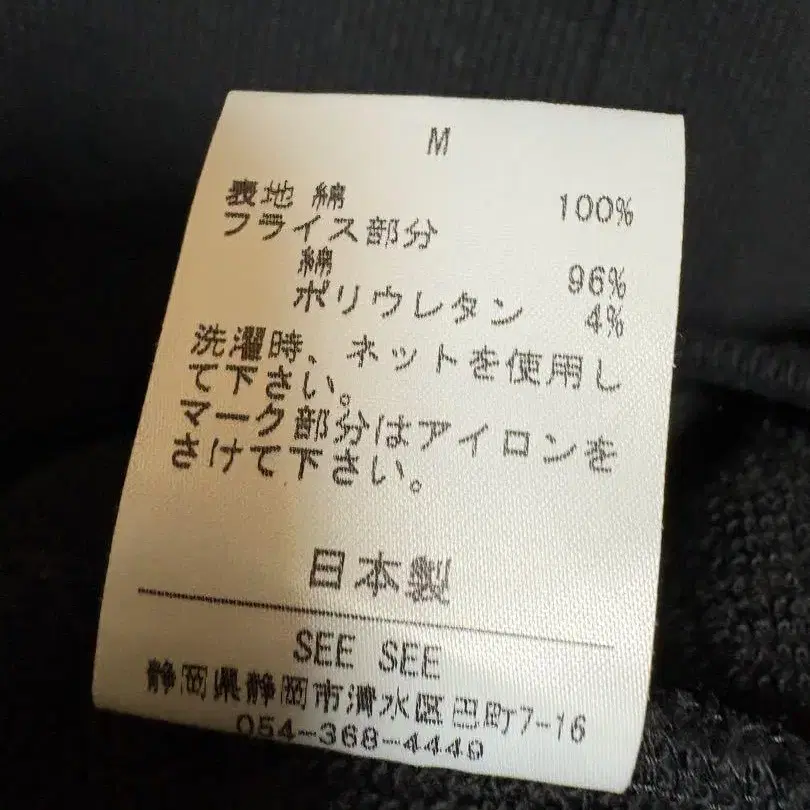 M
表地 綿 100%
フライス部分
綿 96%
ポリウレタン 4%
洗濯時、ネットを使用し
て下さい。
マーク部分はアイロンを
さけて下さい。
日本製
SEE SEE
静岡県静岡市清水区巴町7-16
054-368-4449